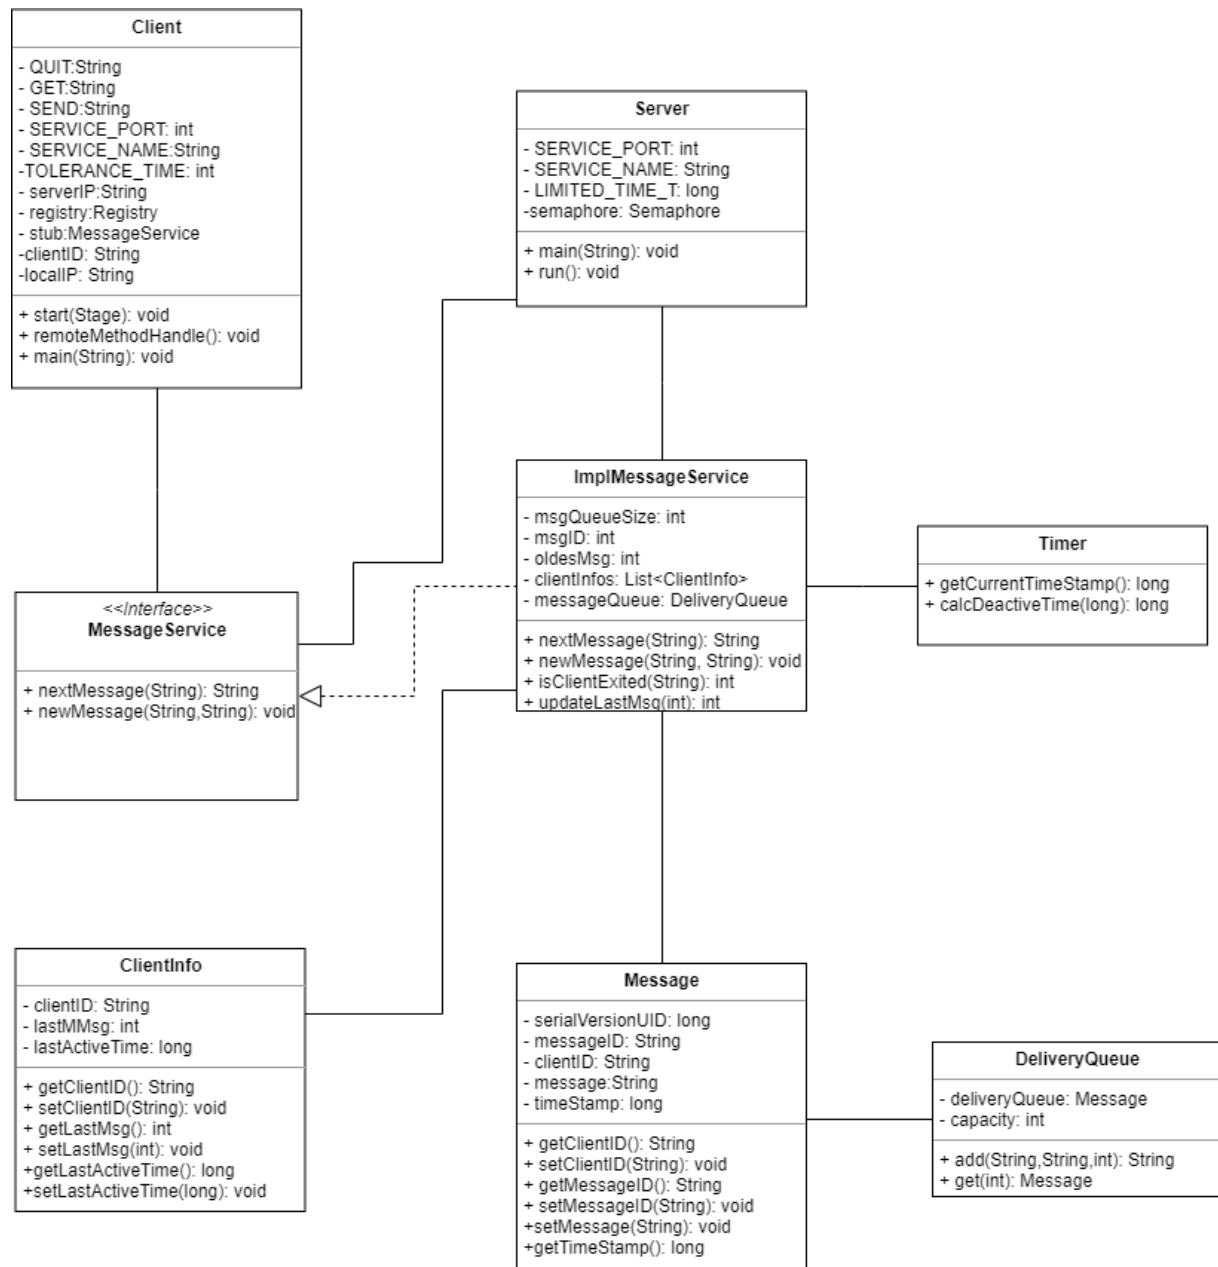 Client
- QUIT:String
- GET:String
- SEND:String
- SERVICE_PORT: int
- SERVICE_NAME:String
-TOLERANCE_TIME: int
- serverIP:String
- registry:Registry
- stub:MessageService
-clientID: String
-localIP: String
+ start(Stage): void
+ remoteMethodHandle(): void
+ main(String): void
Server
- SERVICE_PORT: int
- SERVICE_NAME: String
- LIMITED_TIME_T: long
-semaphore: Semaphore
+ main(String): void
+ run(): void
ImplMessageService
- msgQueueSize: int
- msgID: int
- oldesMsg: int
- clientInfos: List<ClientInfo>
- messageQueue: DeliveryQueue
+ nextMessage(String): String
+ newMessage(String, String): void
+ isClientExited(String): int
+ updateLastMsg(int): int
Timer
+ getCurrentTimeStamp(): long
+ calcDeactiveTime(long): long
<<Interface>>
MessageService
+ nextMessage(String): String
+ newMessage(String,String): void
ClientInfo
- clientID: String
- lastMMsg: int
- lastActiveTime: long
+ getClientID(): String
+ setClientID(String): void
+ getLastMsg(): int
+ setLastMsg(int): void
+getLastActiveTime(): long
+setLastActiveTime(long): void
Message
- serialVersionUID: long
- messageID: String
- clientID: String
- message:String
- timeStamp: long
+ getClientID(): String
+ setClientID(String): void
+ getMessageID(): String
+ setMessageID(String): void
+setMessage(String): void
+getTimeStamp(): long
DeliveryQueue
- deliveryQueue: Message
- capacity: int
+ add(String,String,int): String
+ get(int): Message